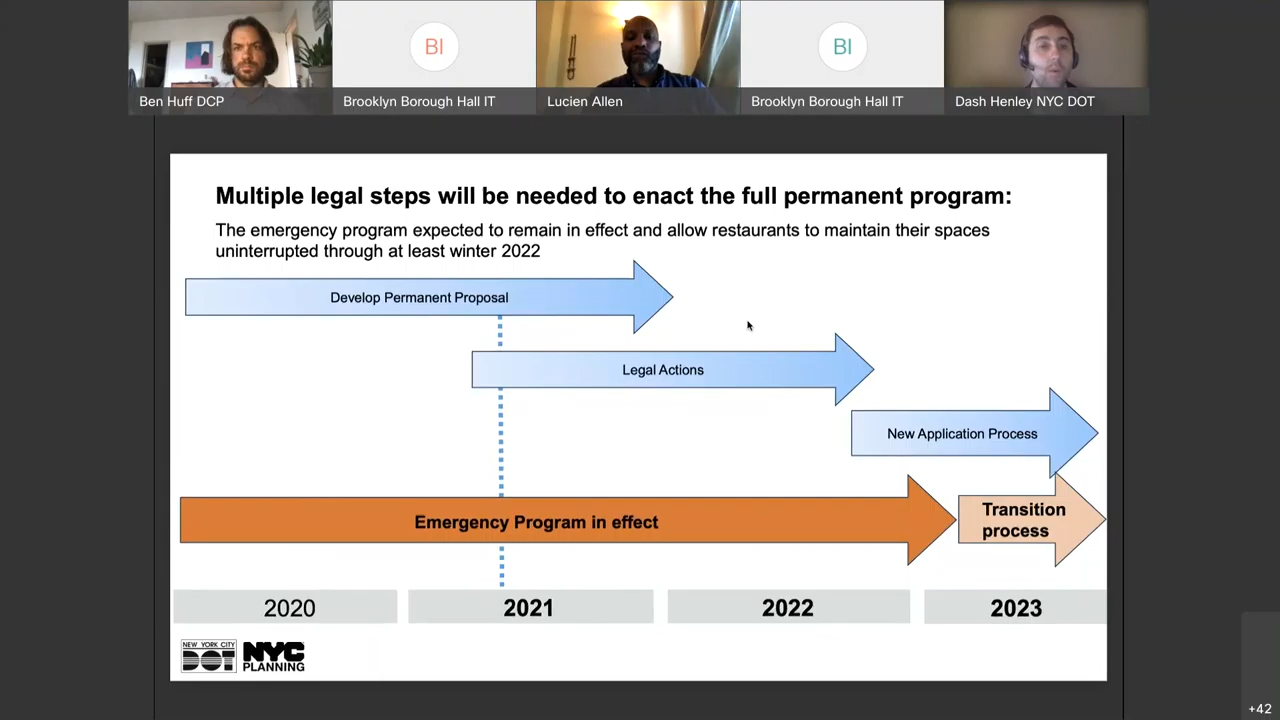 BI
BI
Ben Huff DCP
Brooklyn Borough Hall IT
Lucien Allen
Brooklyn Borough Hall IT
Dash Henley NYC DOT
Multiple legal steps will be needed to enact the full permanent program:
The emergency program expected to remain in effect and allow restaurants to maintain their spaces
uninterrupted through at least winter 2022
Develop Permanent Proposal
Legal Actions
New Application Process
Emergency Program in effect
Transition
process
2020
2021
2022
2023
NEW YORK CITY
DOT
NYC
PLANNING
+42